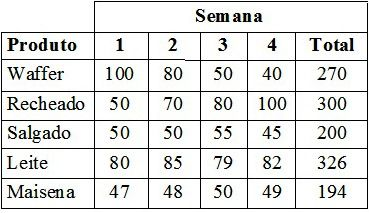 Semana
Produto 1 2 3 4 Total
Waffer 100 80 50 40 270
Recheado 50 70 80 100 300
Salgado 50 50 55 45 200
Leite 80 85 79 82 326
Maisena 47 48 50 49 194